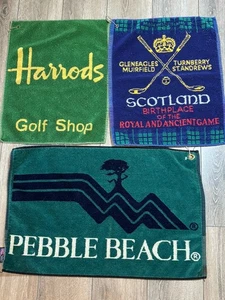 Harrods
Golf Shop
GLENEAGLES TURNBERRY
MUIRFIELD ST. ANDREWS
SCOTLAND
BIRTHPLACE
OF THE
ROYAL AND ANCIENT GAME
®
PEBBLE BEACH®